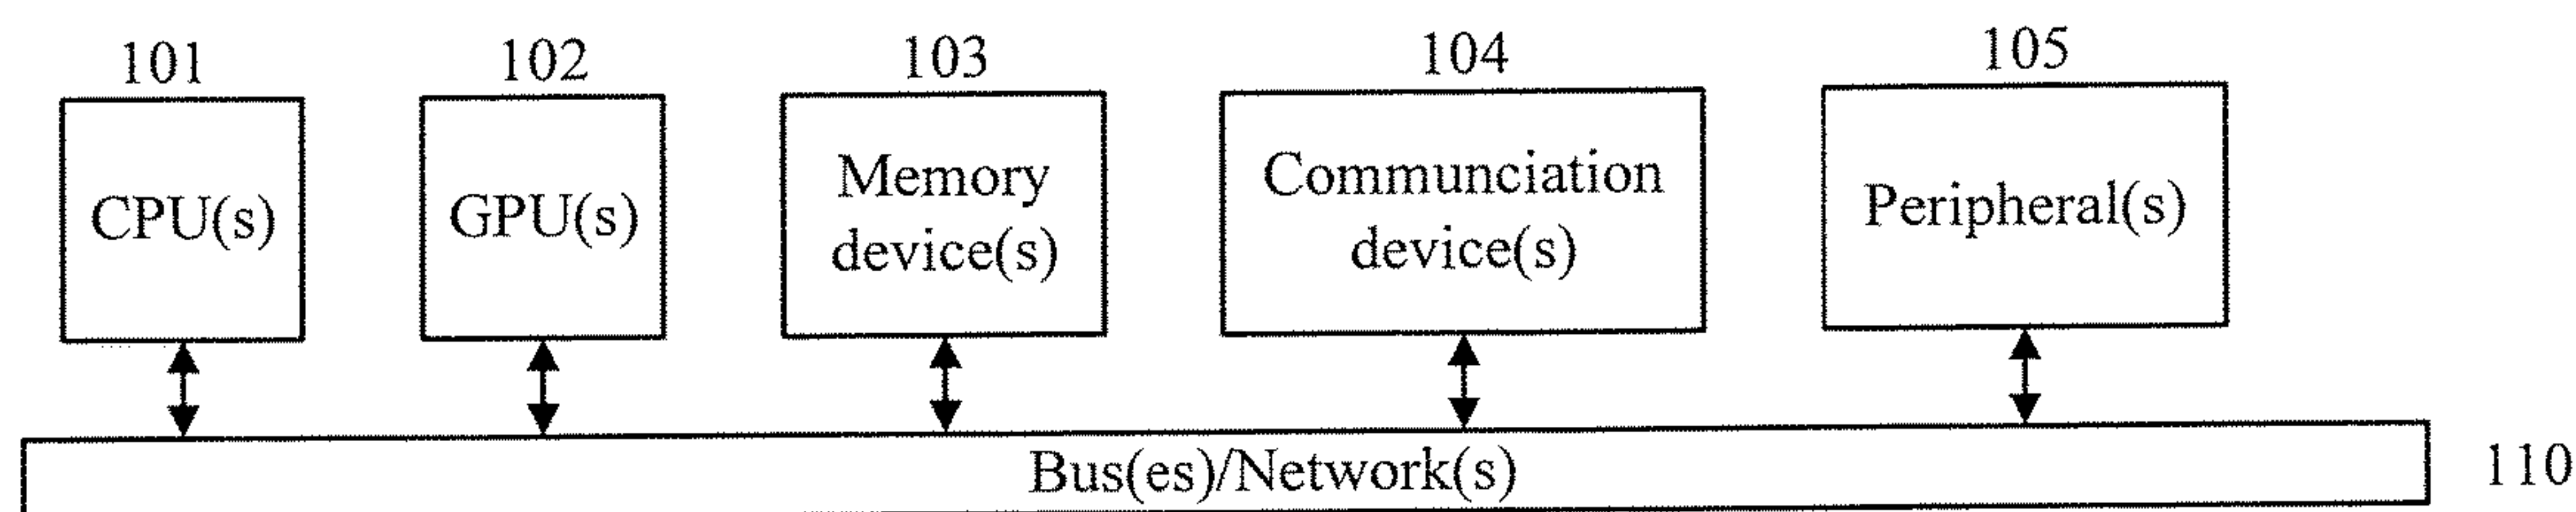 101
102
103
104
105
CPU(s)
GPU(s)
Memory
device(s)
Communciation
device(s)
Peripheral(s)
Bus(es)/Network(s)
110